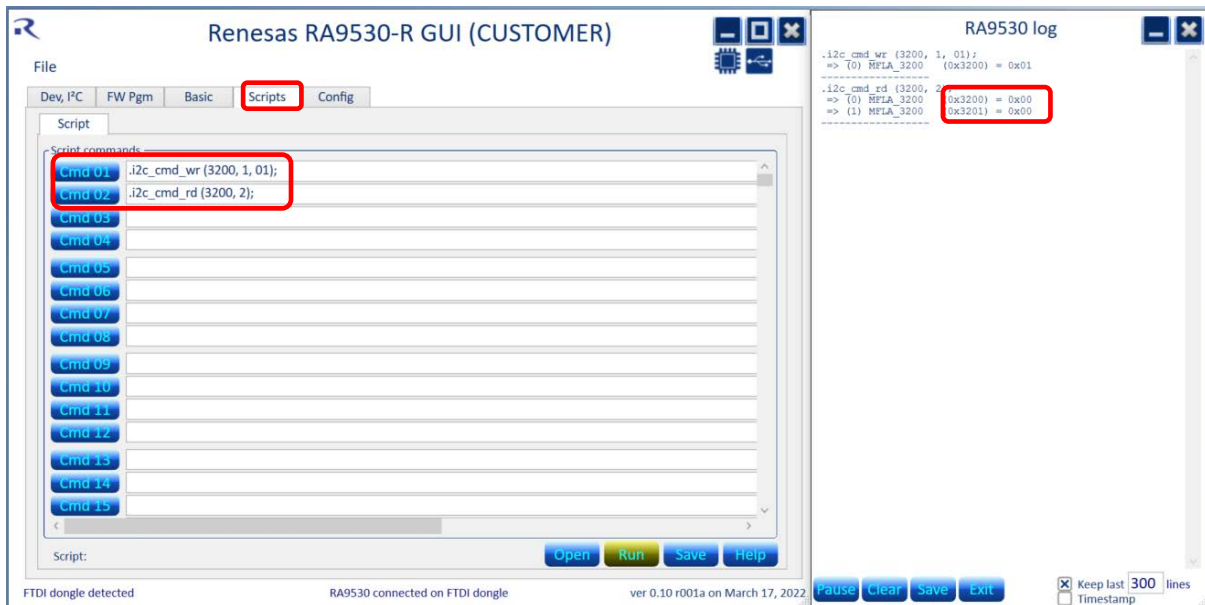 Renesas RA9530-R GUI (CUSTOMER)
File
Dev, I²C FW Pgm Basic Scripts Config
Script
Script commands
Cmd 01 .i2c_cmd_wr (3200, 1, 01);
Cmd 02 .i2c_cmd_rd (3200, 2);
Cmd 03
Cmd 04
Cmd 05
Cmd 06
Cmd 07
Cmd 08
Cmd 09
Cmd 10
Cmd 11
Cmd 12
Cmd 13
Cmd 14
Cmd 15
Script: Open Run Save Help
FTDI dongle detected RA9530 connected on FTDI dongle ver 0.10 r001a on March 17, 2022
RA9530 log
.i2c_cmd_wr (3200, 1, 01);
=> (0) MFLA_3200 (0x3200) = 0x01
------------------
.i2c_cmd_rd (3200, 2);
=> (0) MFLA_3200 (0x3200) = 0x00
=> (1) MFLA_3200 (0x3201) = 0x00
------------------
Pause Clear Save Exit Keep last 300 lines
Timestamp